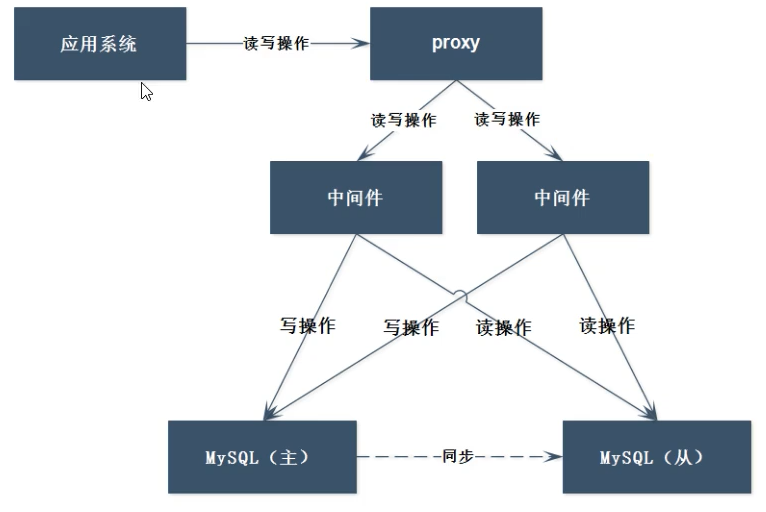 应用系统
读写操作
proxy
读写操作
读写操作
中间件
中间件
写操作
写操作
读操作
读操作
MySQL（主）
同步
MySQL（从）